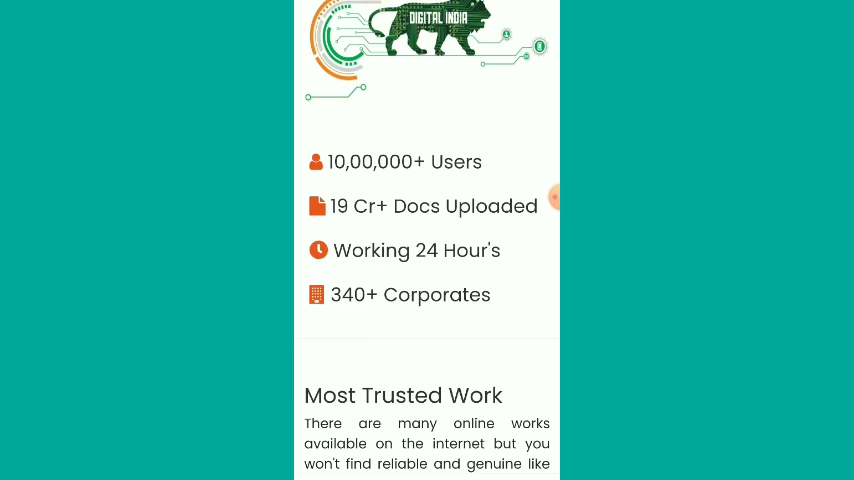 DIGITAL INDIA
10,00,000+ Users
19 Cr+ Docs Uploaded
Working 24 Hour's
340+ Corporates
Most Trusted Work
There are many online works
available on the internet but you
won't find reliable and genuine like